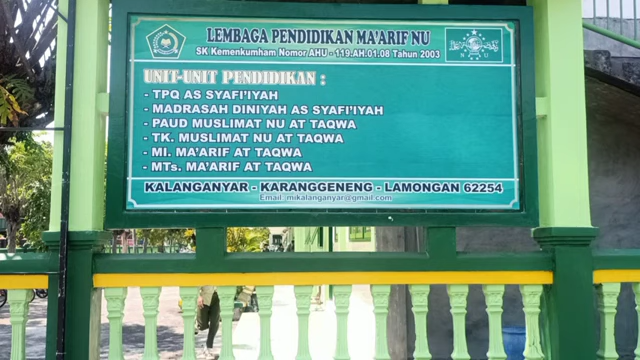 LEMBAGA PENDIDIKAN MA'ARIF NU
SK Kemenkumham Nomor AHU - 119.AH.01.08 Tahun 2003
UNIT-UNIT PENDIDIKAN :
- TPQ AS SYAFI'IYAH
- MADRASAH DINIYAH AS SYAFI'IYAH
- PAUD MUSLIMAT NU AT TAQWA
- TK. MUSLIMAT NU AT TAQWA
- MI. MA'ARIF AT TAQWA
- MTs. MA'ARIF AT TAQWA
KALANGANYAR - KARANGGENENG - LAMONGAN 62254
Email: mikalanganyar@gmail.com